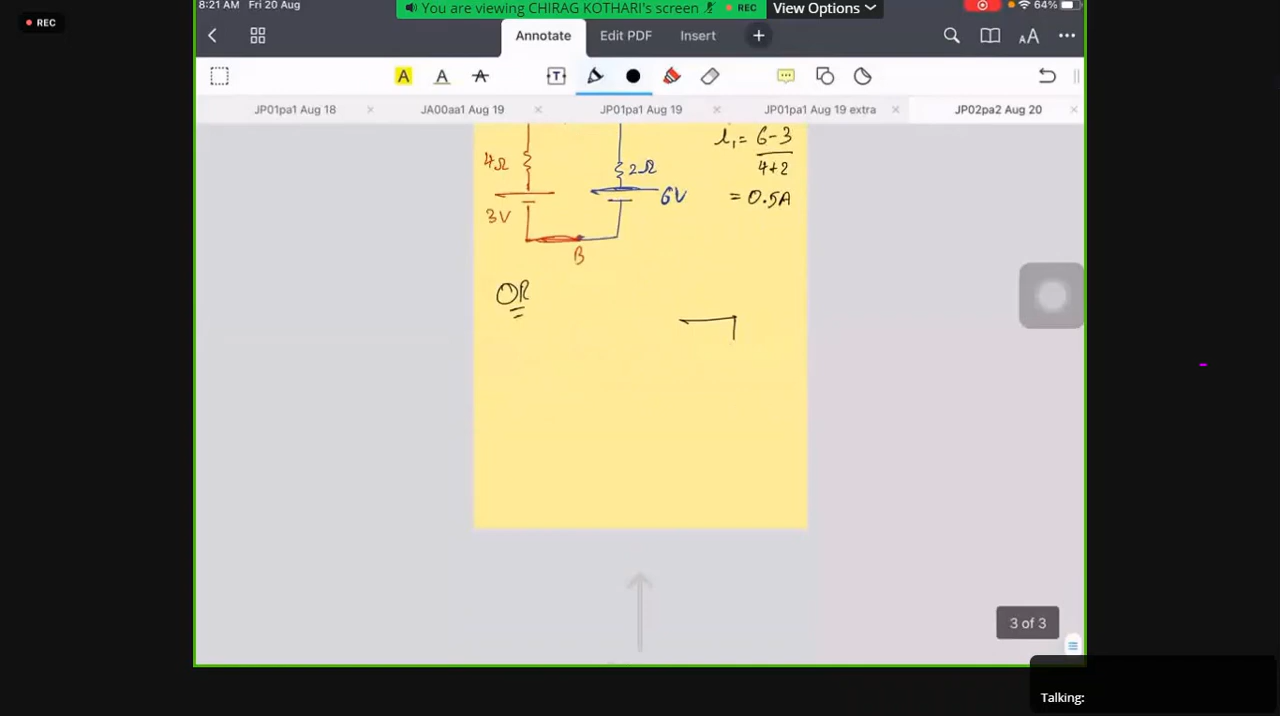 REC
8:21 AM Fri 20 Aug
You are viewing CHIRAG KOTHARI's screen
REC
View Options
64%
Annotate
Edit PDF
Insert
A A A
T
AA
JP01pa1 Aug 18
JA00aa1 Aug 19
JP01pa1 Aug 19
JP01pa1 Aug 19 extra
JP02pa2 Aug 20
4Ω
2Ω
3V
6V
B
i₁ = 6-3
4+2
= 0.5A
OR
3 of 3
Talking: